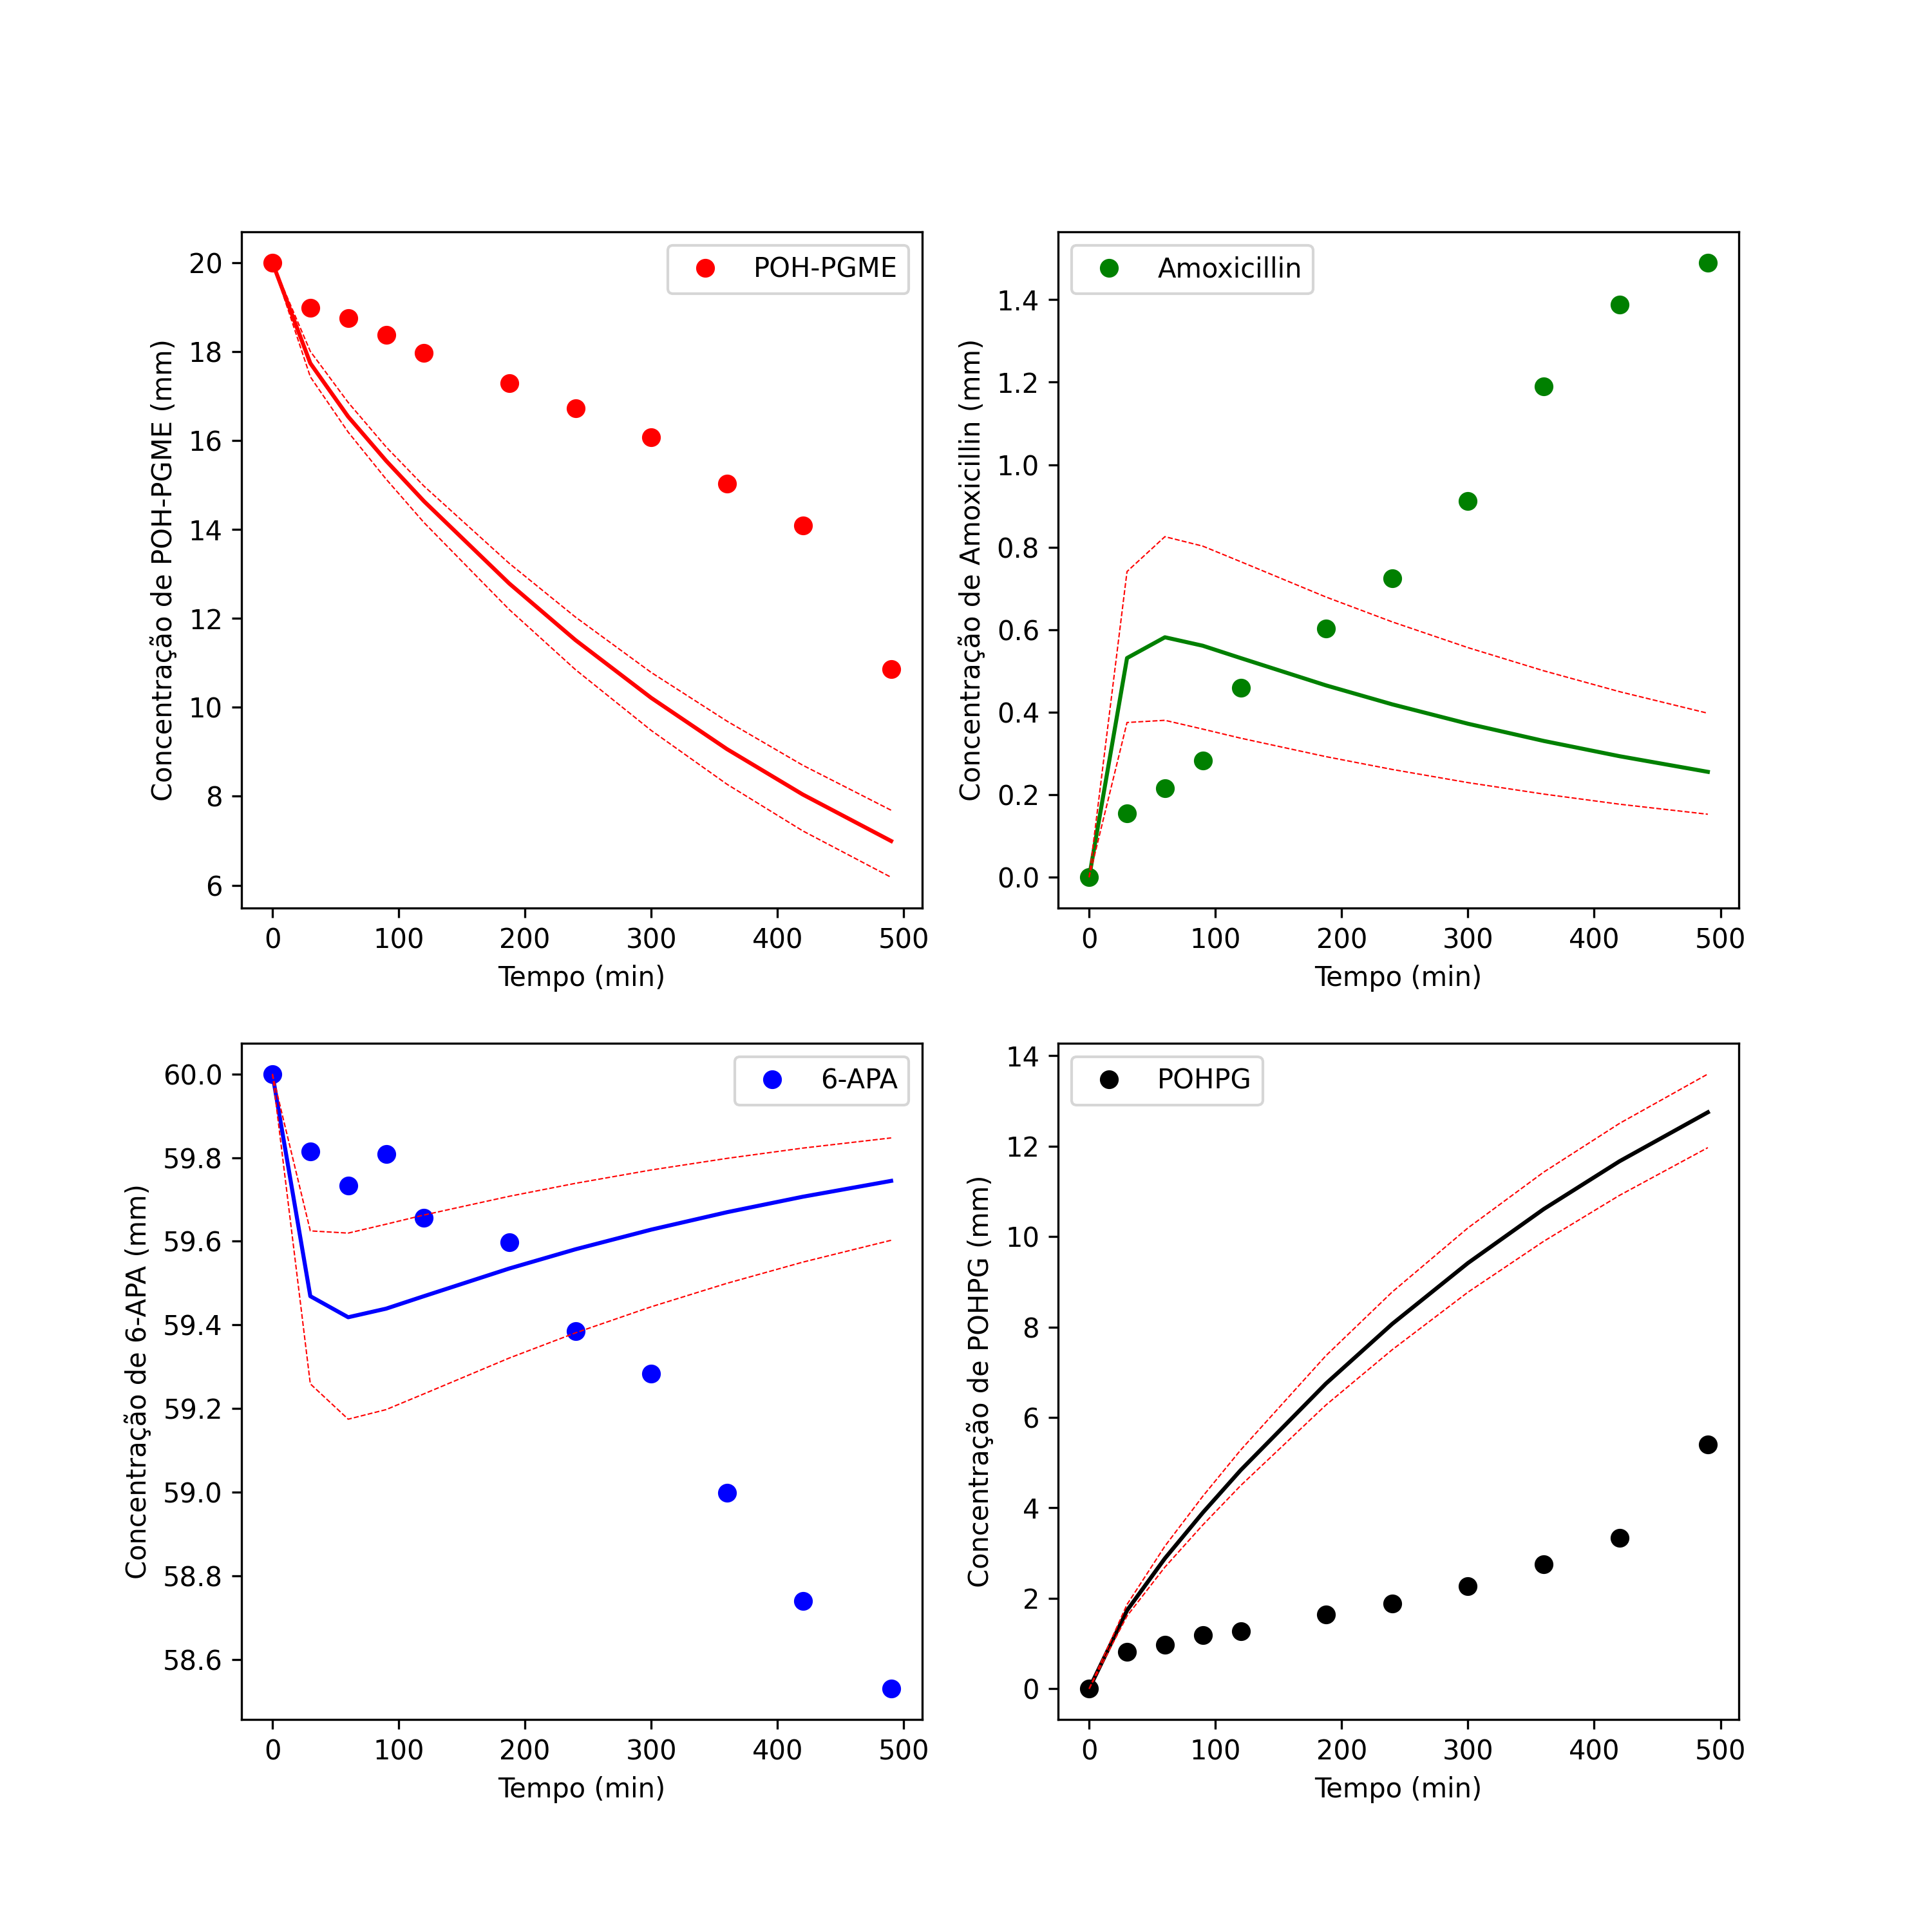 POH-PGME
Concentração de POH-PGME (mm)
20
18
16
14
12
10
8
6
0 100 200 300 400 500
Tempo (min)
Amoxicillin
Concentração de Amoxicillin (mm)
1.4
1.2
1.0
0.8
0.6
0.4
0.2
0.0
0 100 200 300 400 500
Tempo (min)
6-APA
Concentração de 6-APA (mm)
60.0
59.8
59.6
59.4
59.2
59.0
58.8
58.6
0 100 200 300 400 500
Tempo (min)
POHPG
Concentração de POHPG (mm)
14
12
10
8
6
4
2
0
0 100 200 300 400 500
Tempo (min)